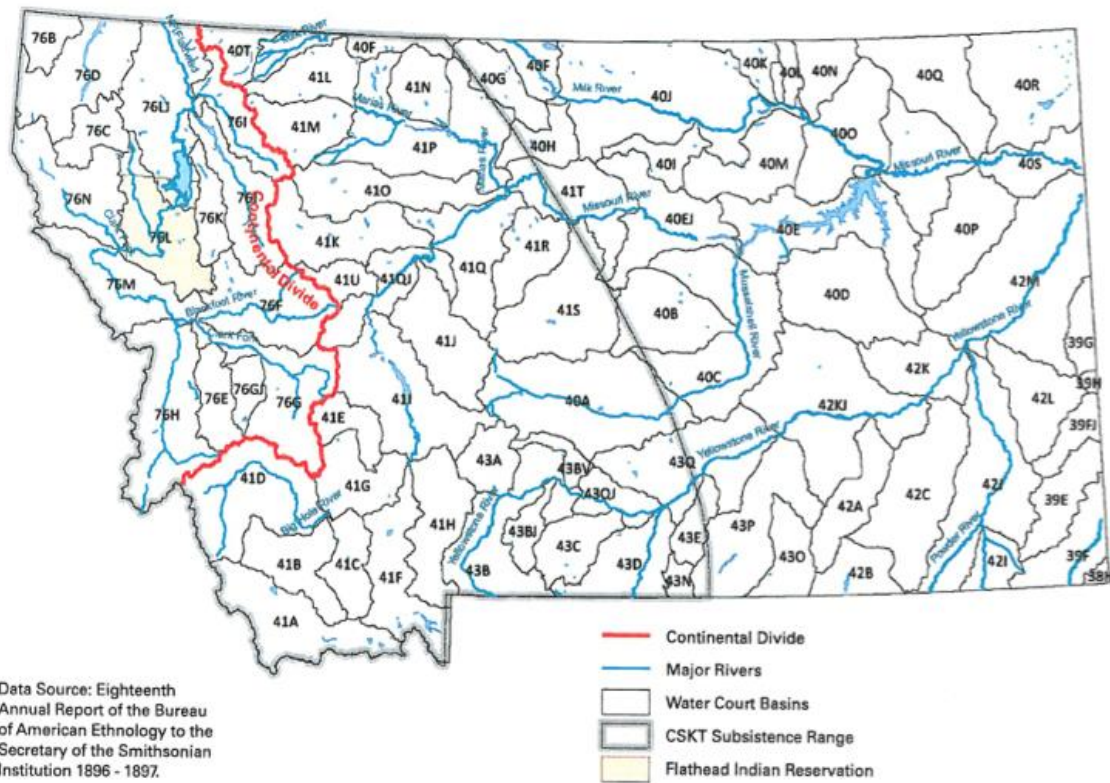 76B
76D
76C
76LJ
76I
76N
76L
76K
76J
76M
76F
76H
76E
76GJ
76G
N Fk Flathead
Clark Fork
Blackfoot River
Clark Fork
Continental Divide
40T
Milk River
40F
41L
41N
41M
Marias River
41P
41O
41K
41U
41QJ
41Q
41R
41T
41S
41J
41I
41E
41D
41G
Big Hole River
41B
41C
41F
41H
41A
40G
40F
Milk River
40J
40K
40L
40N
40Q
40R
40H
40I
40M
40O
Missouri River
40S
Missouri River
40EJ
40E
40P
40D
40B
Musselshell River
40C
40A
42M
Yellowstone River
39G
39H
42K
42L
42KJ
39FJ
Yellowstone River
43A
43BV
43Q
43QJ
43BJ
43C
43D
43E
43N
43B
Yellowstone River
43P
43O
42A
42B
42C
42J
Powder River
42I
39E
39F
38H
Data Source: Eighteenth
Annual Report of the Bureau
of American Ethnology to the
Secretary of the Smithsonian
Institution 1896 - 1897.
Continental Divide
Major Rivers
Water Court Basins
CSKT Subsistence Range
Flathead Indian Reservation